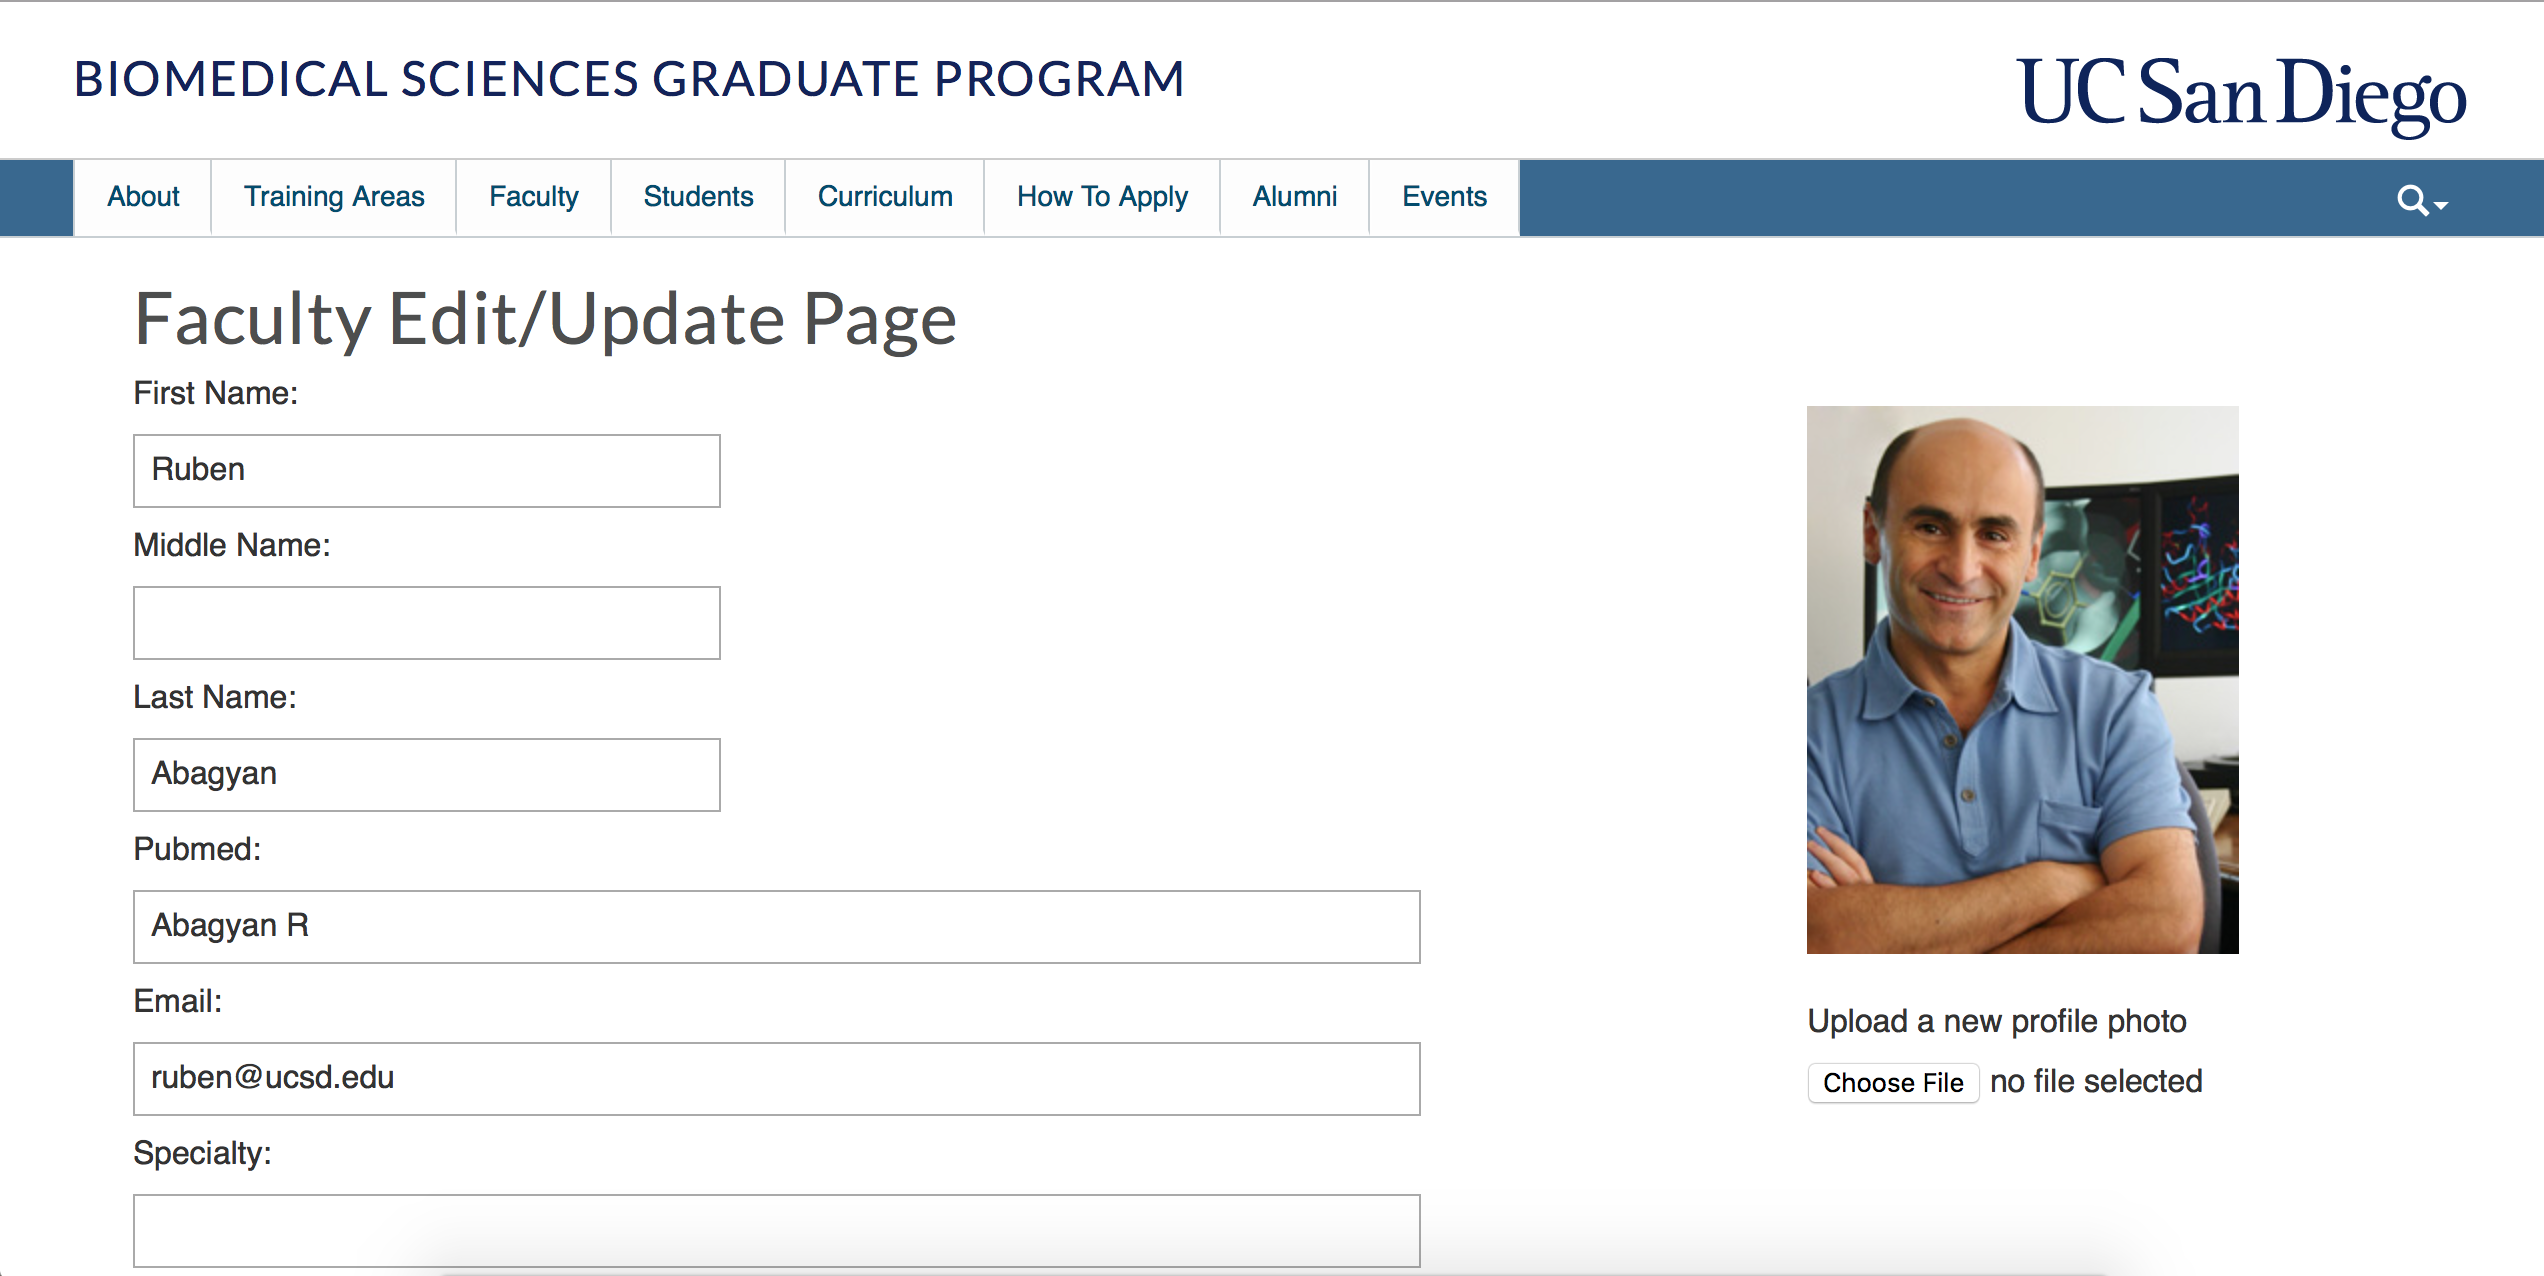 BIOMEDICAL SCIENCES GRADUATE PROGRAM
UC San Diego
About Training Areas Faculty Students Curriculum How To Apply Alumni Events
Faculty Edit/Update Page
First Name:
Ruben
Middle Name:
Last Name:
Abagyan
Pubmed:
Abagyan R
Email:
ruben@ucsd.edu
Specialty:
Upload a new profile photo
Choose File no file selected